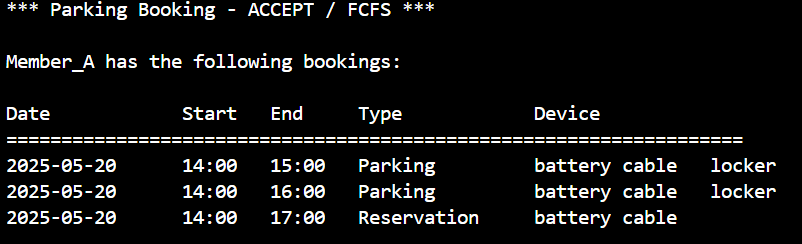 *** Parking Booking - ACCEPT / FCFS ***
Member_A has the following bookings:
Date Start End Type Device
===================================================================
2025-05-20 14:00 15:00 Parking battery cable locker
2025-05-20 14:00 16:00 Parking battery cable locker
2025-05-20 14:00 17:00 Reservation battery cable